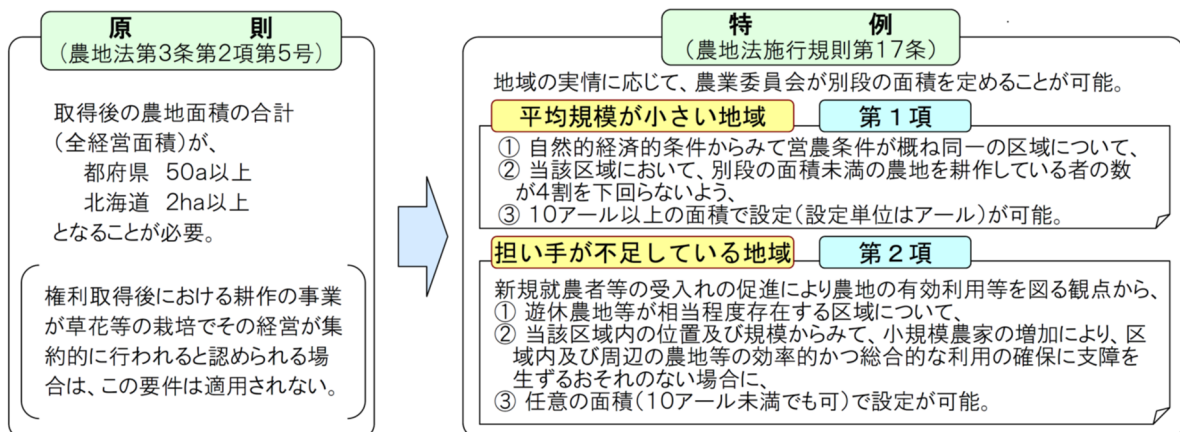 原　則
（農地法第3条第2項第5号）
取得後の農地面積の合計
（全経営面積）が、
都府県　50a以上
北海道　2ha以上
となることが必要。
権利取得後における耕作の事業
が草花等の栽培でその経営が集
約的に行われると認められる場
合は、この要件は適用されない。
特　例
（農地法施行規則第17条）
地域の実情に応じて、農業委員会が別段の面積を定めることが可能。
平均規模が小さい地域　第１項
① 自然的経済的条件からみて営農条件が概ね同一の区域について、
② 当該区域において、別段の面積未満の農地を耕作している者の数
が4割を下回らないよう、
③ 10アール以上の面積で設定（設定単位はアール）が可能。
担い手が不足している地域　第２項
新規就農者等の受入れの促進により農地の有効利用等を図る観点から、
① 遊休農地等が相当程度存在する区域について、
② 当該区域内の位置及び規模からみて、小規模農家の増加により、区
域内及び周辺の農地等の効率的かつ総合的な利用の確保に支障を
生ずるおそれのない場合に、
③ 任意の面積（10アール未満でも可）で設定が可能。